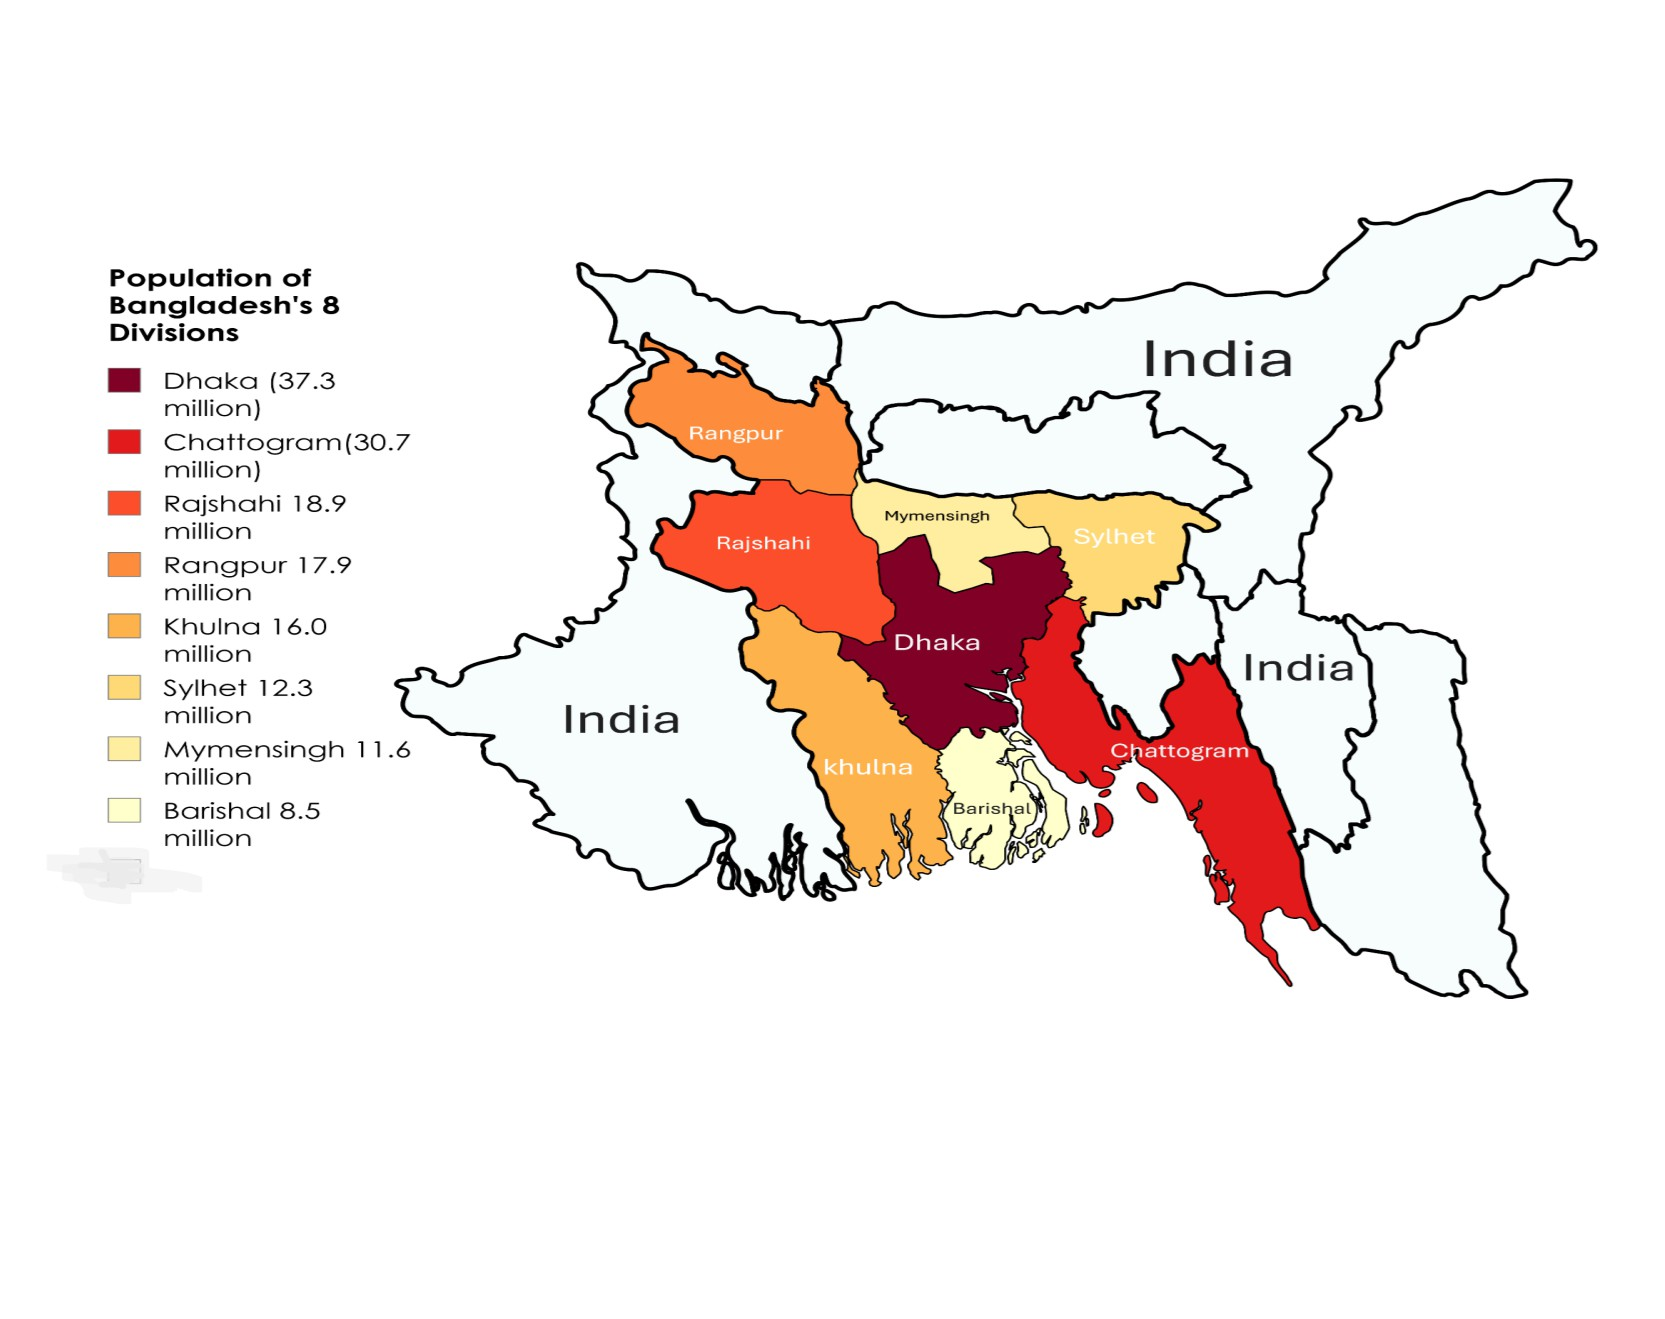 Population of
Bangladesh's 8
Divisions
Dhaka (37.3
million)
Chattogram(30.7
million)
Rajshahi 18.9
million
Rangpur 17.9
million
Khulna 16.0
million
Sylhet 12.3
million
Mymensingh 11.6
million
Barishal 8.5
million
India
Rangpur
Mymensingh
Sylhet
Rajshahi
Dhaka
India
India
Chattogram
khulna
Barishal